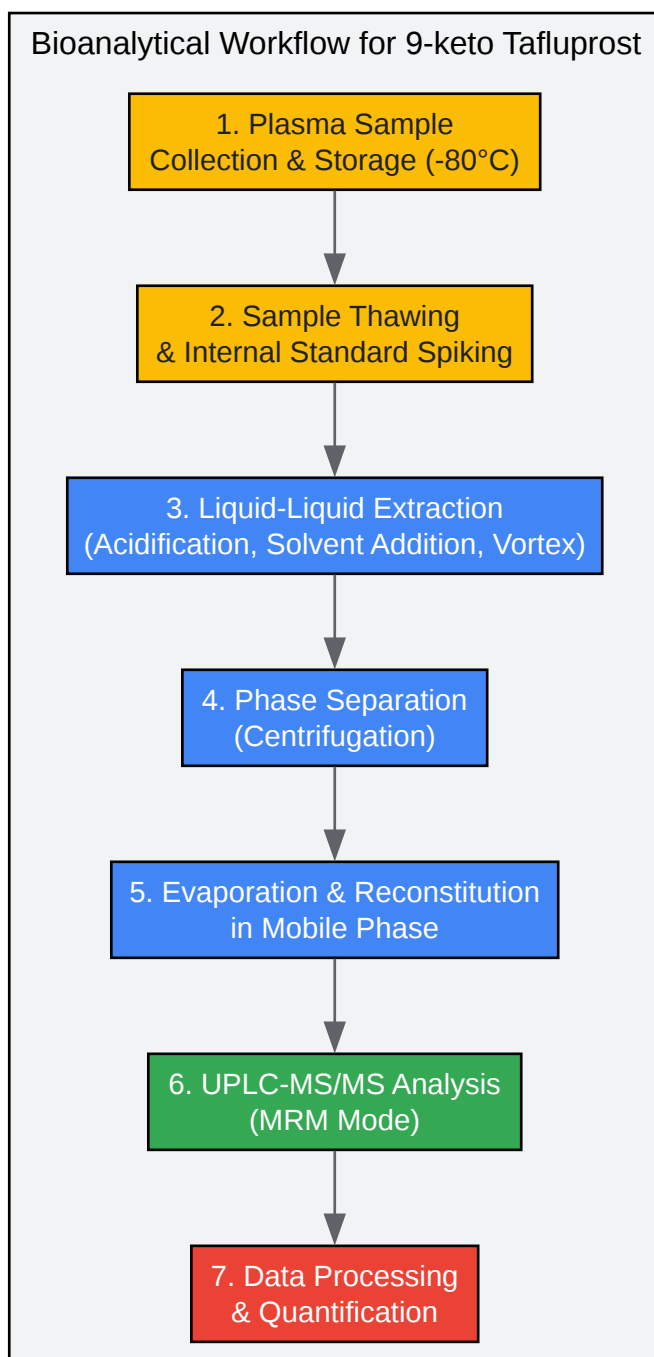 Bioanalytical Workflow for 9-keto Tafluprost
1. Plasma Sample
Collection & Storage (-80°C)
2. Sample Thawing
& Internal Standard Spiking
3. Liquid-Liquid Extraction
(Acidification, Solvent Addition, Vortex)
4. Phase Separation
(Centrifugation)
5. Evaporation & Reconstitution
in Mobile Phase
6. UPLC-MS/MS Analysis
(MRM Mode)
7. Data Processing
& Quantification